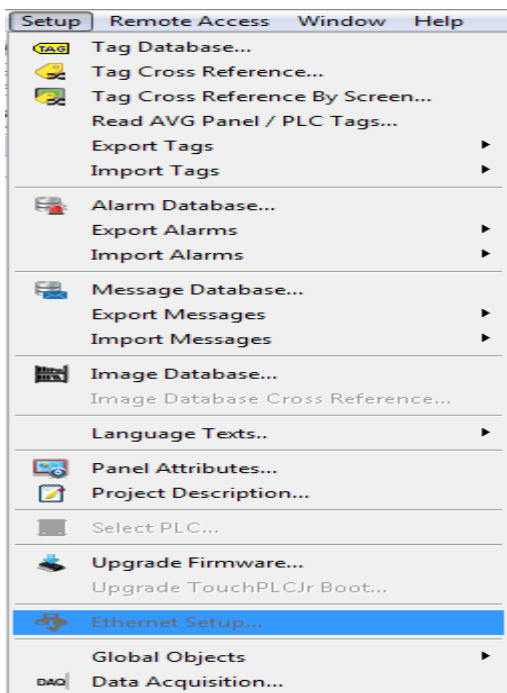 Setup Remote Access Window Help
TAG Tag Database...
Tag Cross Reference...
Tag Cross Reference By Screen...
Read AVG Panel / PLC Tags...
Export Tags
Import Tags
Alarm Database...
Export Alarms
Import Alarms
Message Database...
Export Messages
Import Messages
Image Database...
Image Database Cross Reference...
Language Texts..
Panel Attributes...
Project Description...
Select PLC...
Upgrade Firmware...
Upgrade TouchPLCJr Boot...
Ethernet Setup...
Global Objects
DAQ Data Acquisition...